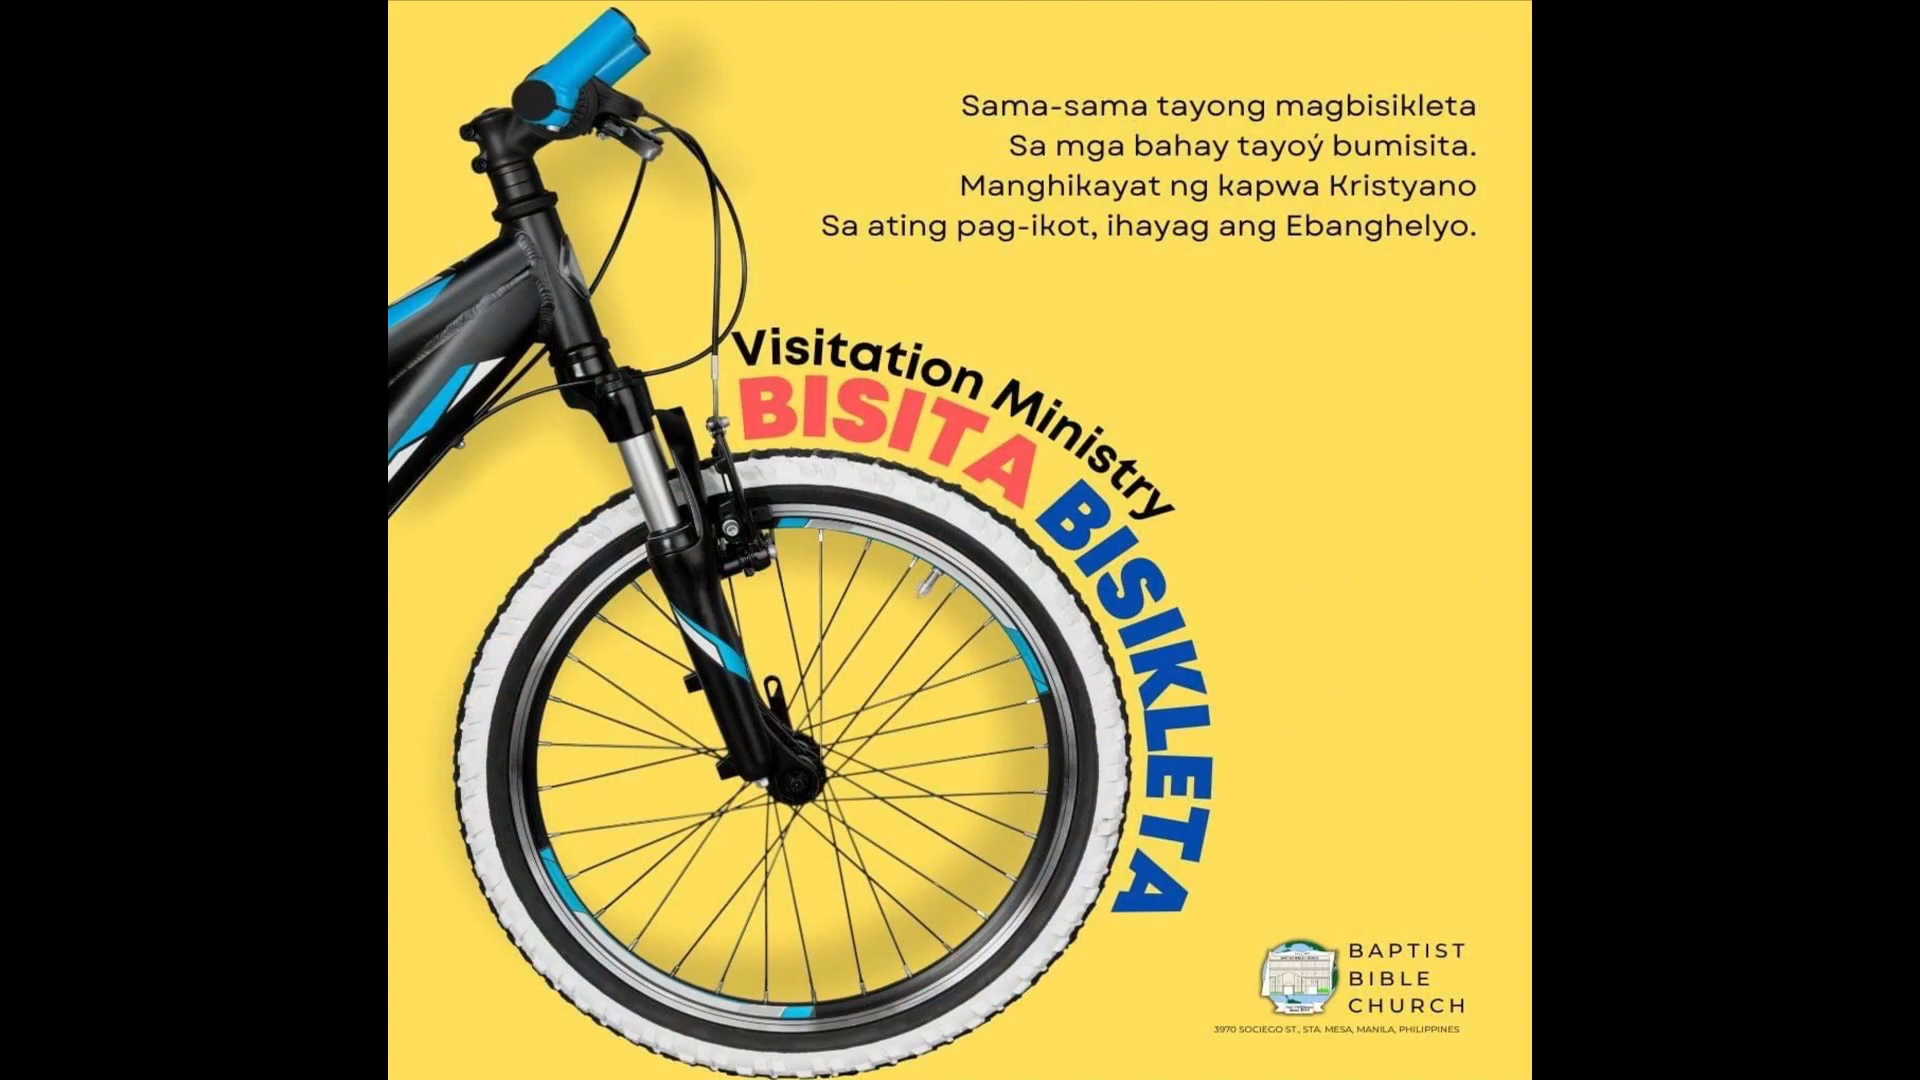 Sama-sama tayong magbisikleta
Sa mga bahay tayoý bumisita.
Manghikayat ng kapwa Kristyano
Sa ating pag-ikot, ihayag ang Ebanghelyo.
Visitation Ministry
BISITA BISIKLETA
BAPTIST
BIBLE
CHURCH
3970 SOCIEGO ST., STA. MESA, MANILA, PHILIPPINES